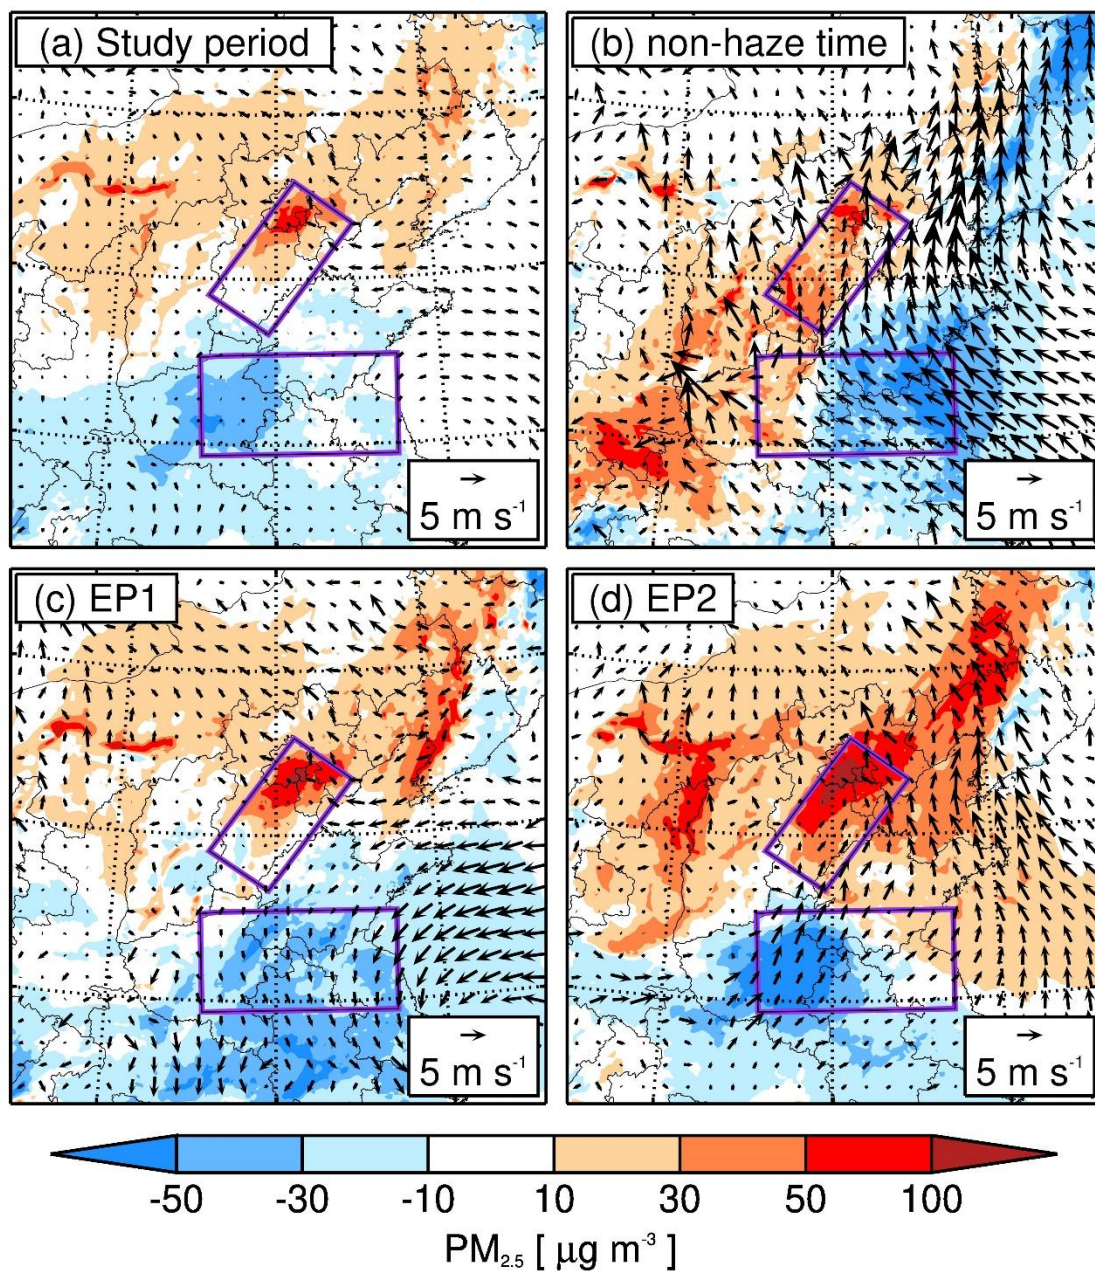 (a) Study period
(b) non-haze time
5 m s⁻¹
5 m s⁻¹
(c) EP1
(d) EP2
5 m s⁻¹
5 m s⁻¹
-50 -30 -10 10 30 50 100
PM₂.₅ [ μg m⁻³ ]